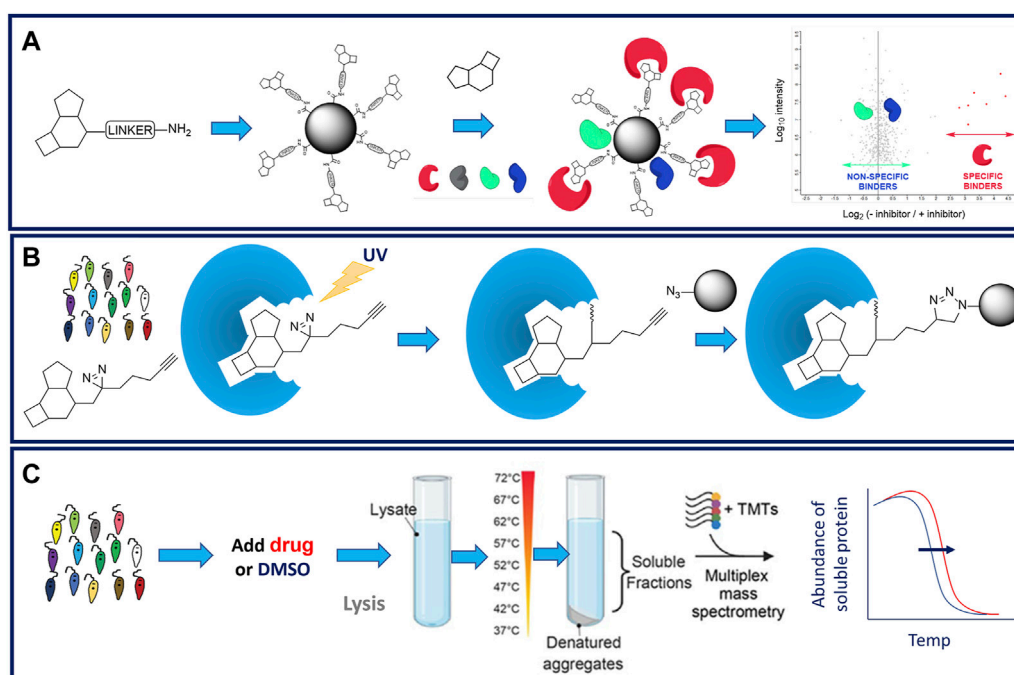 A
LINKER
NH₂
Log₁₀ intensity
NON-SPECIFIC
BINDERS
SPECIFIC
BINDERS
Log₂ (- inhibitor / + inhibitor)
B
UV
N
N
N
N
N₃
N
N
N
C
Add drug
or DMSO
Lysis
Lysate
72°C
67°C
62°C
57°C
52°C
47°C
42°C
37°C
Denatured
aggregates
Soluble
Fractions
+ TMTs
Multiplex
mass
spectrometry
Abundance of
soluble protein
Temp